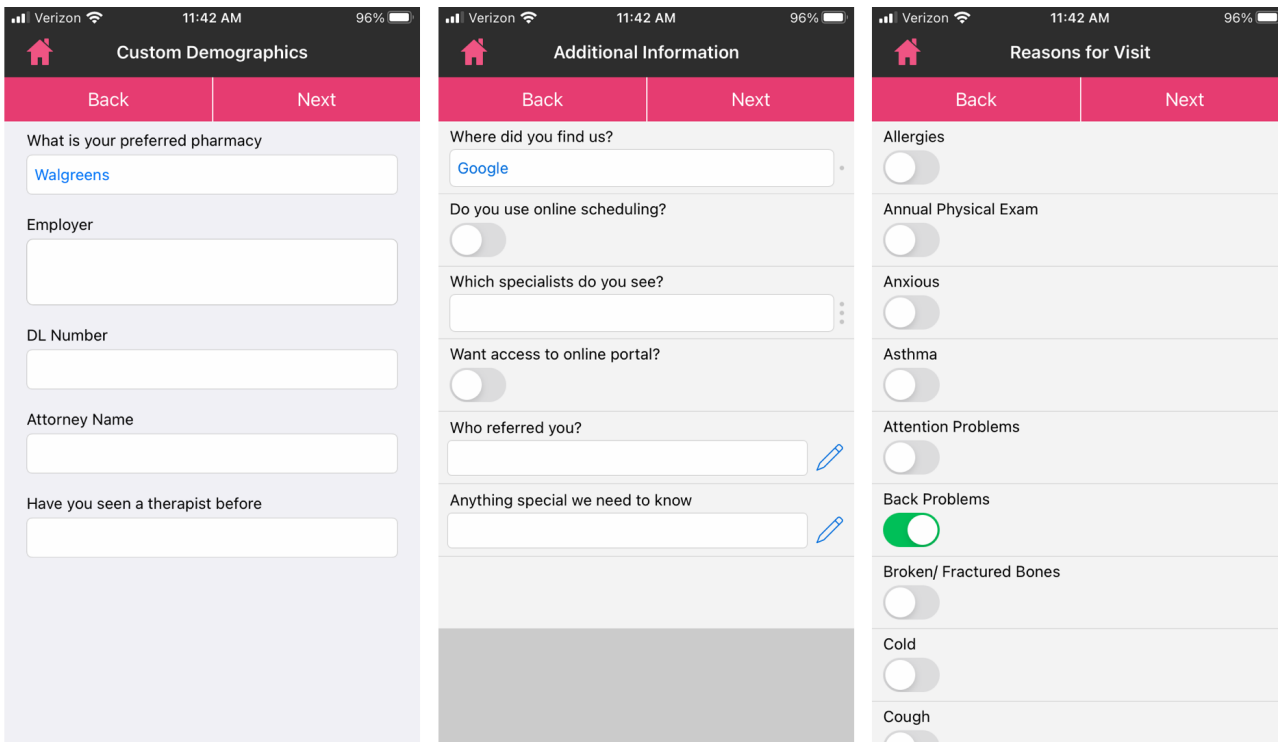 Verizon 11:42 AM 96%
Custom Demographics
Back Next
What is your preferred pharmacy
Walgreens
Employer
DL Number
Attorney Name
Have you seen a therapist before
Verizon 11:42 AM 96%
Additional Information
Back Next
Where did you find us?
Google
Do you use online scheduling?
Which specialists do you see?
Want access to online portal?
Who referred you?
Anything special we need to know
Verizon 11:42 AM 96%
Reasons for Visit
Back Next
Allergies
Annual Physical Exam
Anxious
Asthma
Attention Problems
Back Problems
Broken/ Fractured Bones
Cold
Cough